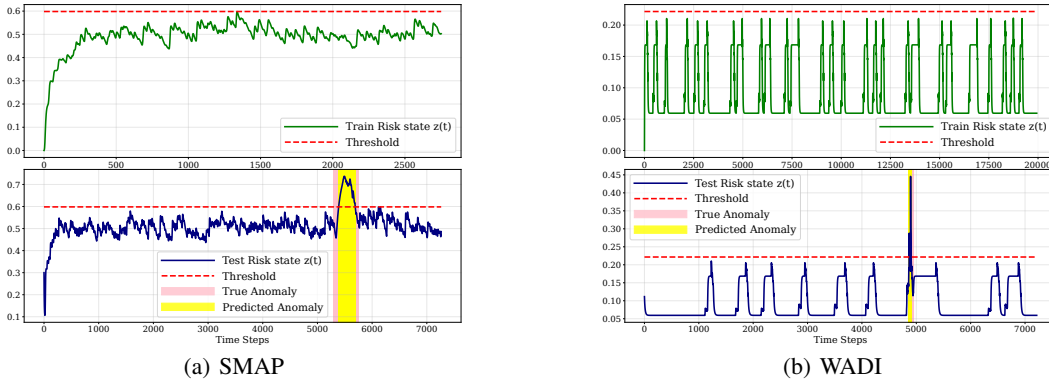 0.6
0.5
0.4
0.3
0.2
0.1
0.0
Train Risk state z(t)
Threshold
0 500 1000 1500 2000 2500
0.7
0.6
0.5
0.4
0.3
0.2
0.1
Test Risk state z(t)
Threshold
True Anomaly
Predicted Anomaly
0 1000 2000 3000 4000 5000 6000 7000
Time Steps
(a) SMAP
0.20
0.15
0.10
0.05
0.00
Train Risk state z(t)
Threshold
0 2500 5000 7500 10000 12500 15000 17500 20000
0.45
0.40
0.35
0.30
0.25
0.20
0.15
0.10
0.05
Test Risk state z(t)
Threshold
True Anomaly
Predicted Anomaly
0 1000 2000 3000 4000 5000 6000 7000
Time Steps
(b) WADI